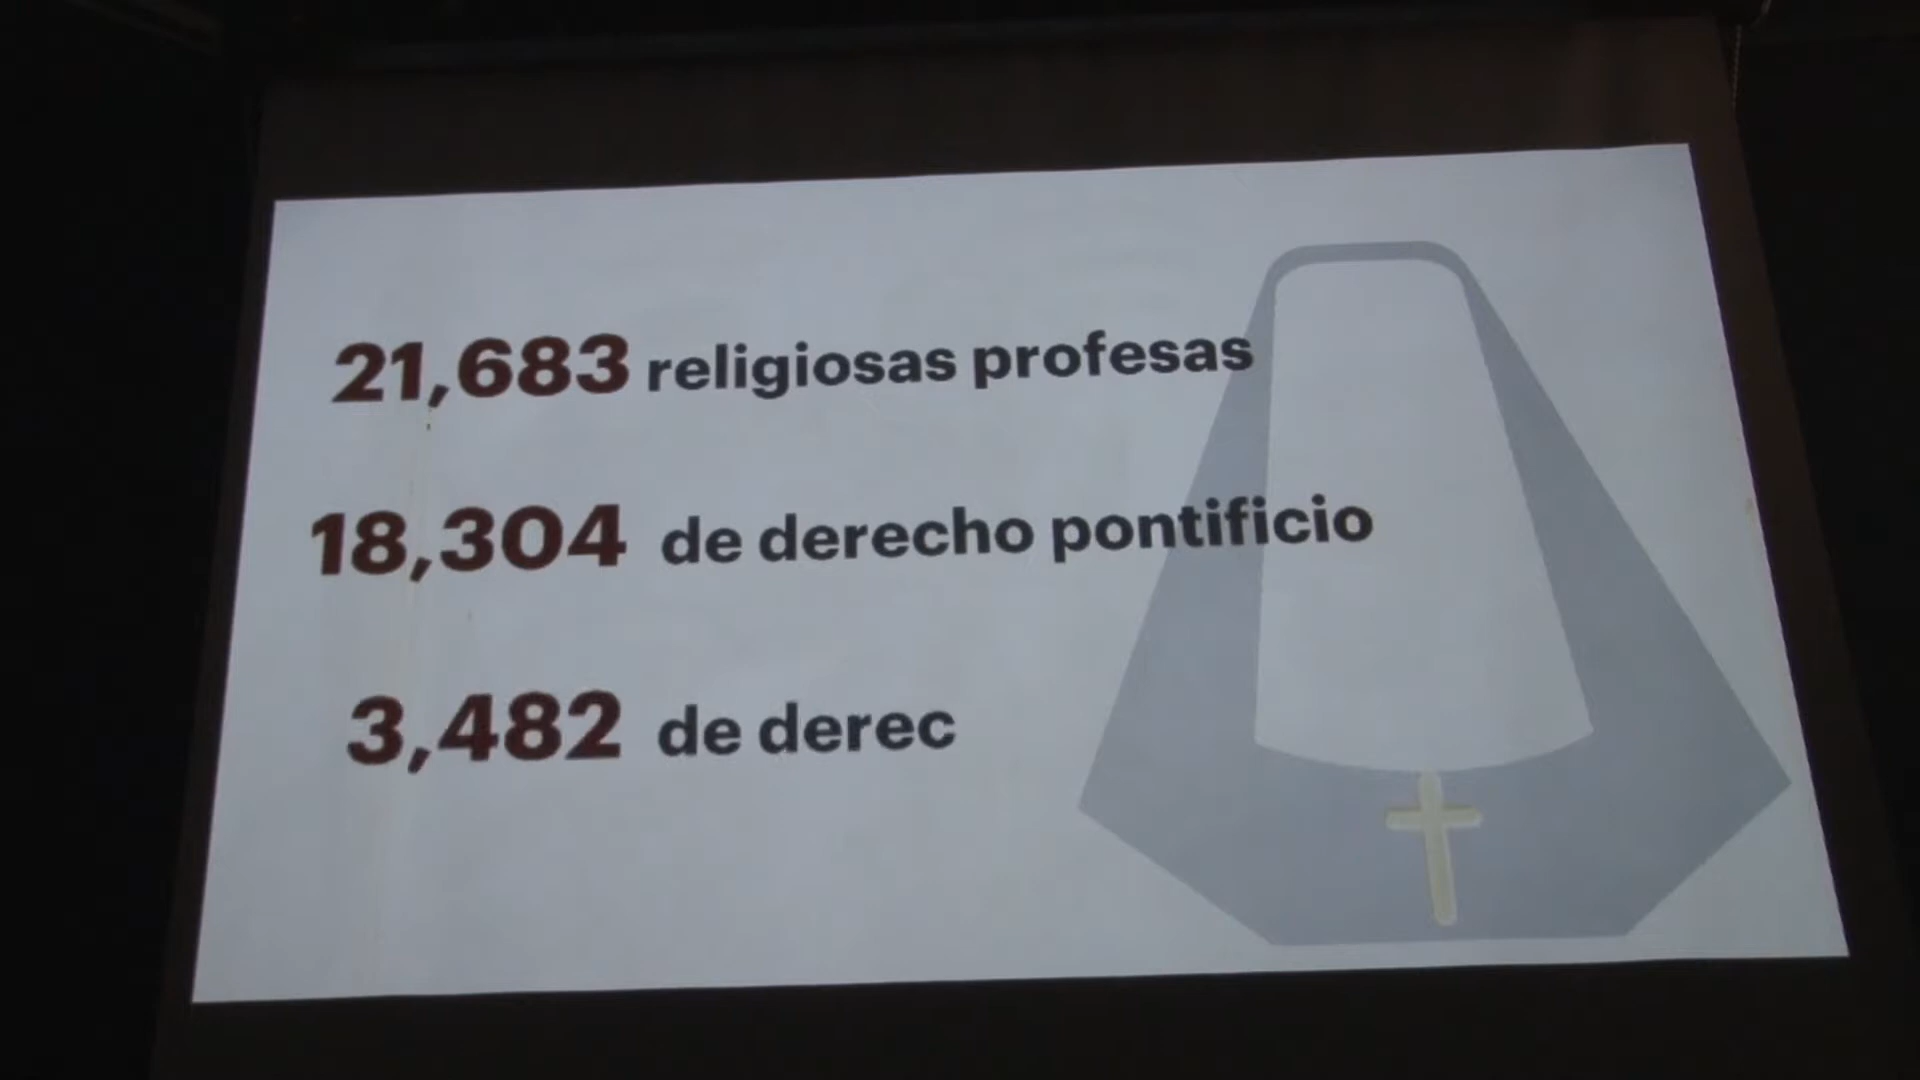 21,683 religiosas profesas
18,304 de derecho pontificio
3,482 de derec